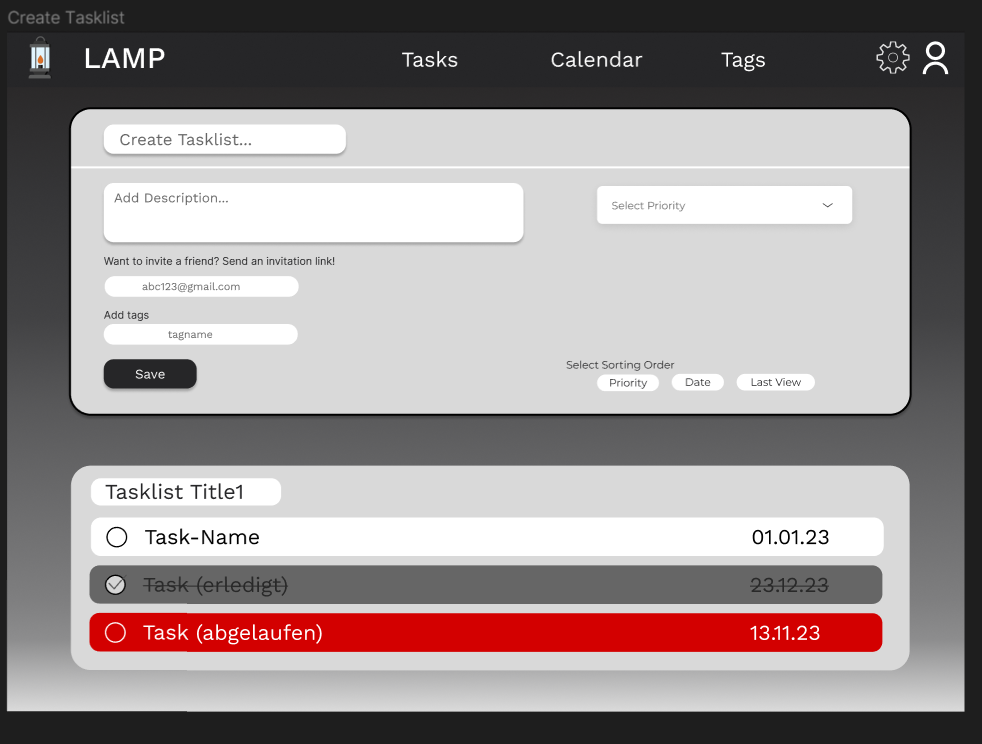 Create Tasklist
LAMP Tasks Calendar Tags
Create Tasklist...
Add Description...
Select Priority
Want to invite a friend? Send an invitation link!
abc123@gmail.com
Add tags
tagname
Save
Select Sorting Order
Priority Date Last View
Tasklist Title1
Task-Name 01.01.23
Task (erledigt) 23.12.23
Task (abgelaufen) 13.11.23